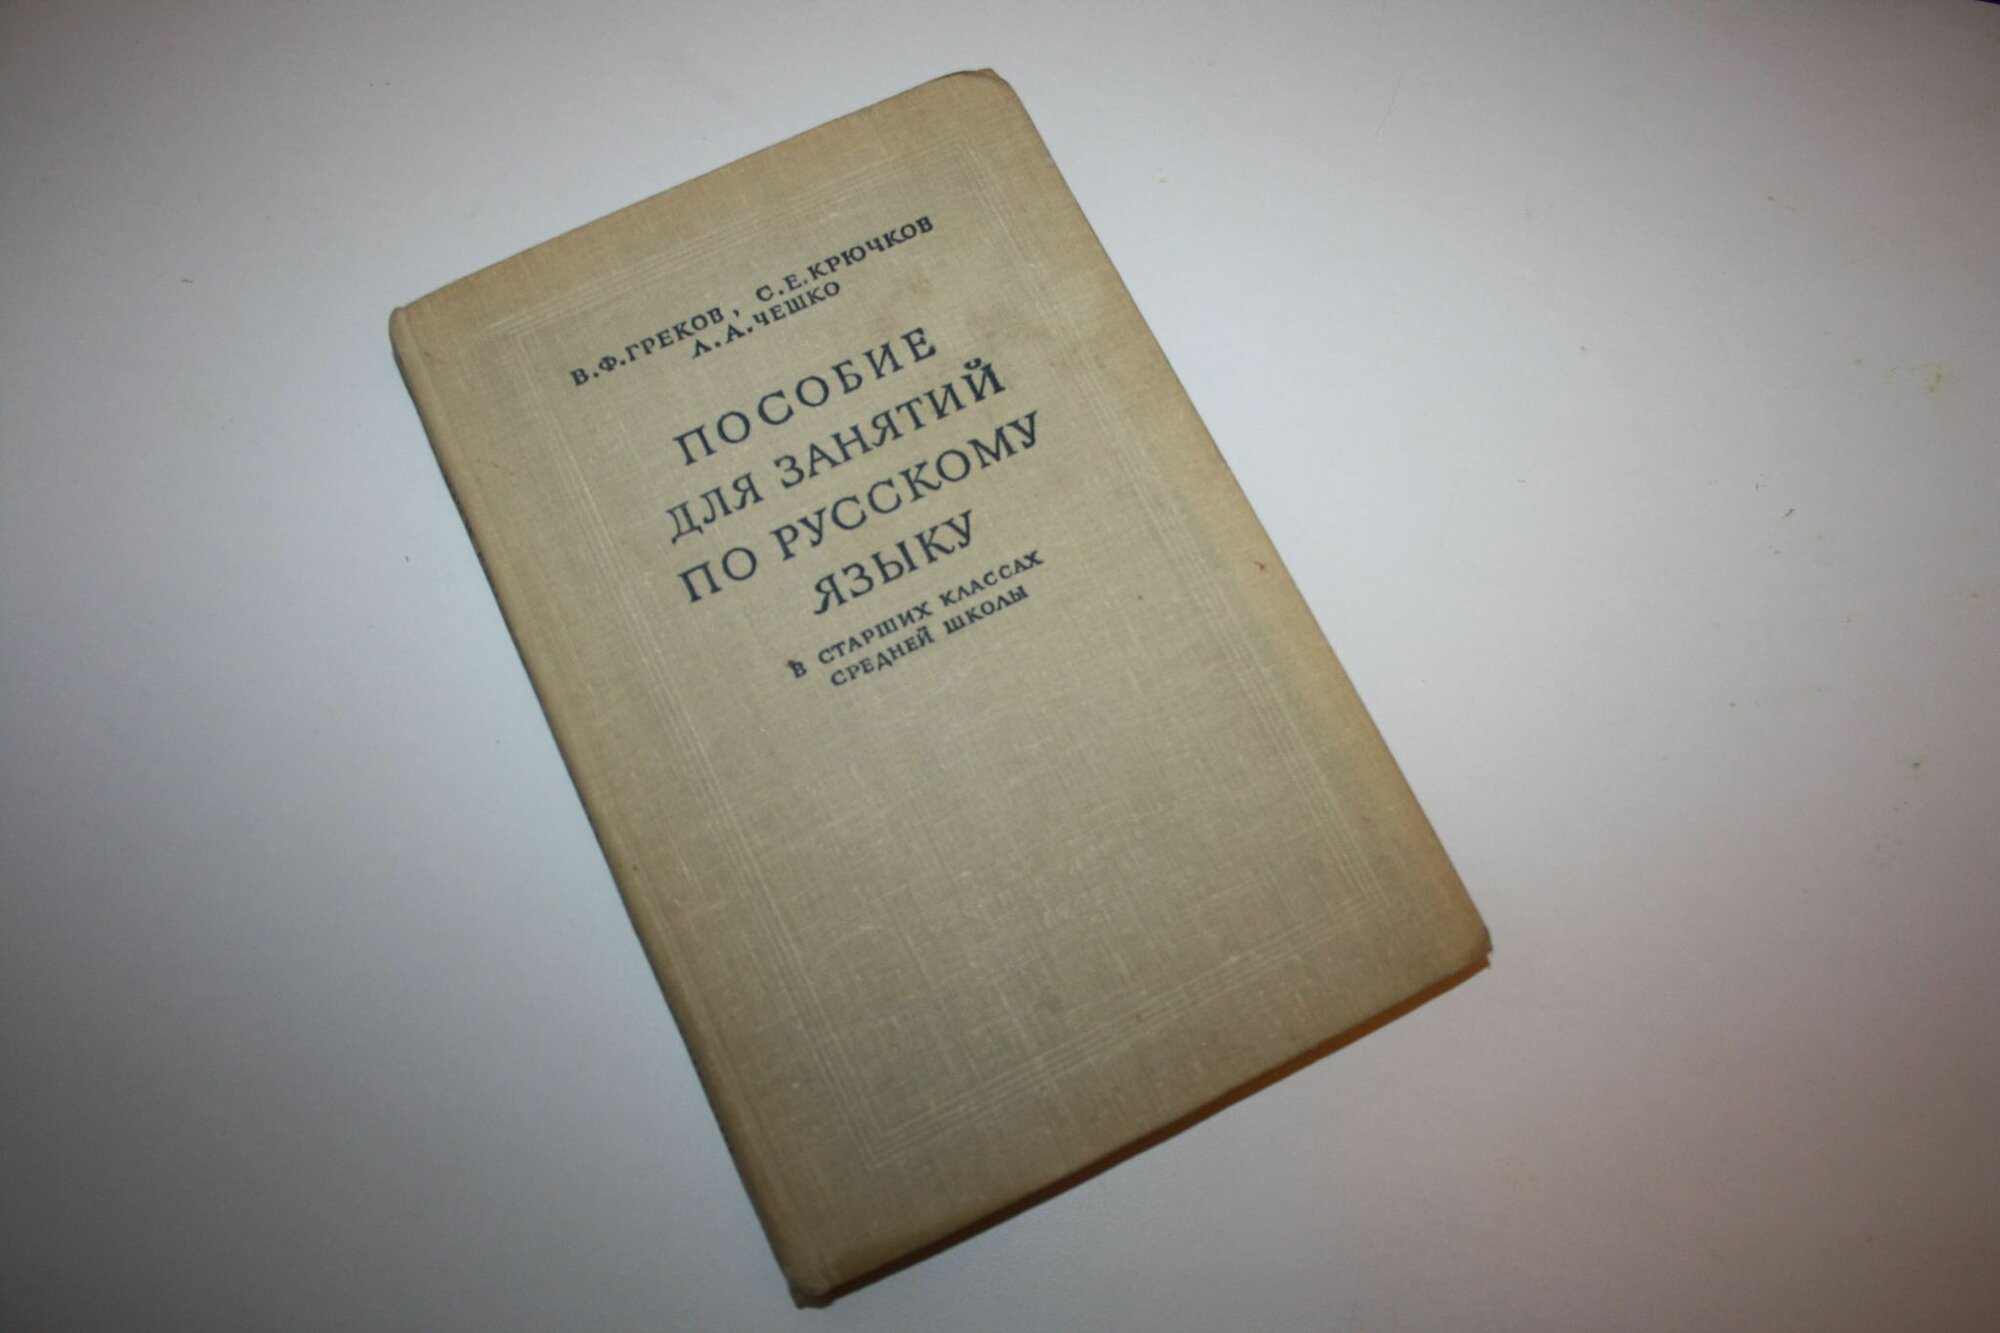 В. Ф. ГРЕКОВ, С. Е. КРЮЧКОВ
Л. А. ЧЕШКО
ПОСОБИЕ
ДЛЯ ЗАНЯТИЙ
ПО РУССКОМУ
ЯЗЫКУ
В СТАРШИХ КЛАССАХ
СРЕДНЕЙ ШКОЛЫ